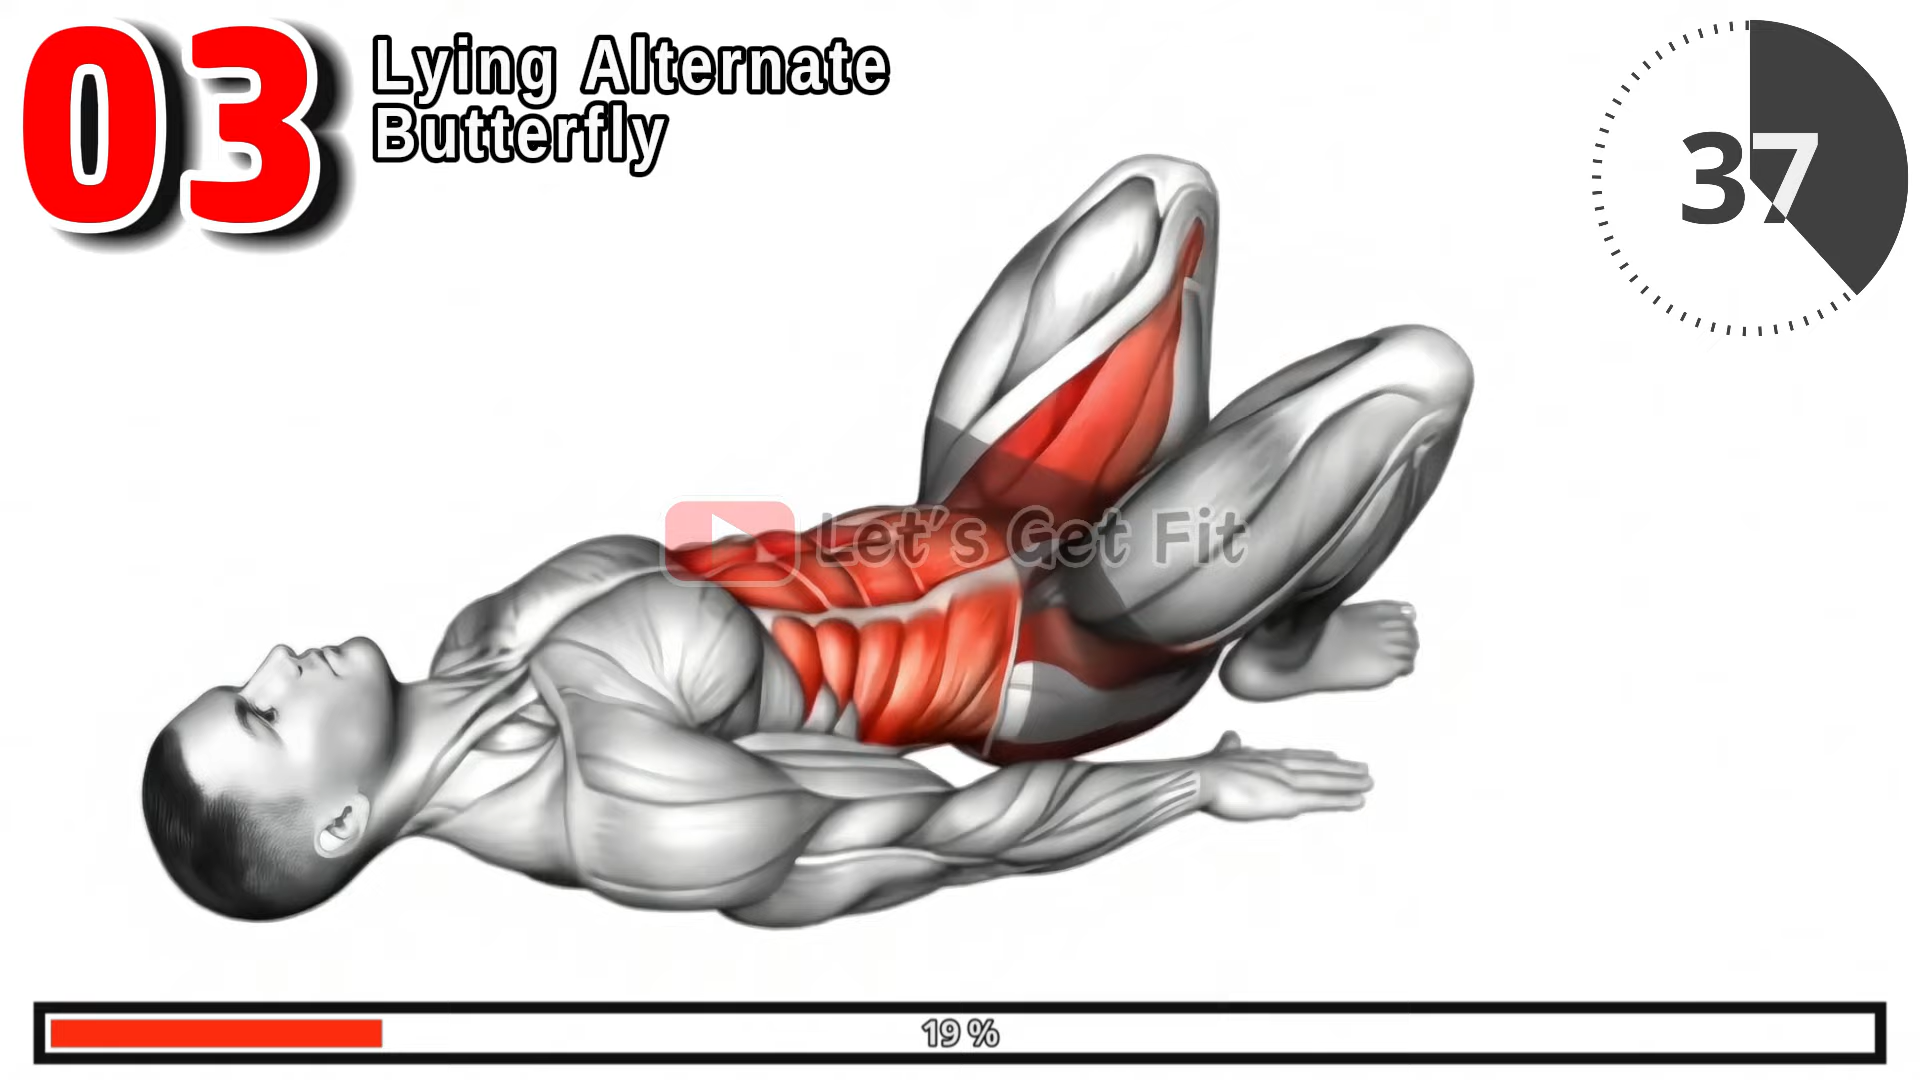 03
Lying Alternate
Butterfly
37
Let's Get Fit
19 %